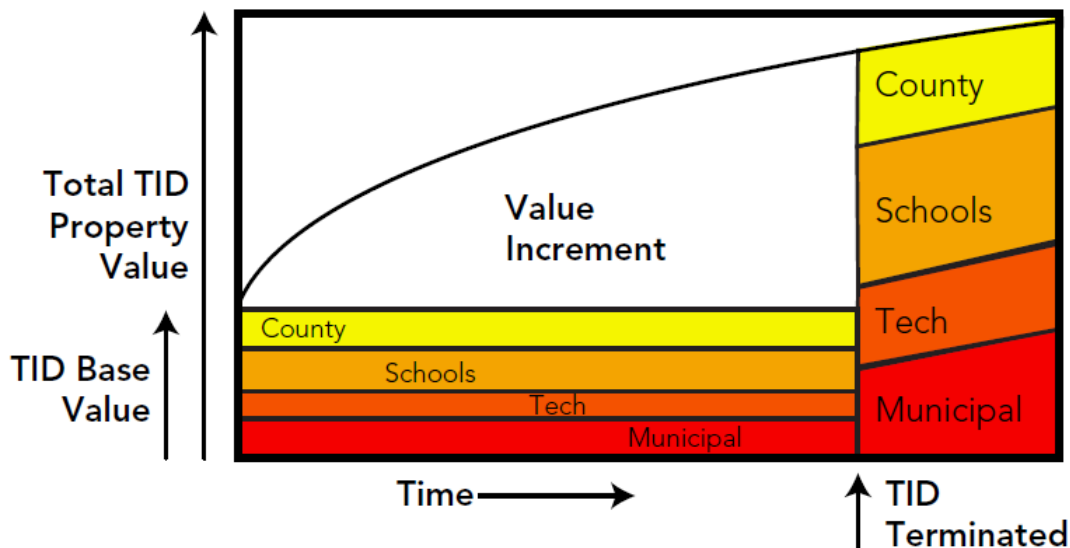 Total TID
Property
Value
TID Base
Value
Value
Increment
County
Schools
Tech
Municipal
County
Schools
Tech
Municipal
Time
TID
Terminated